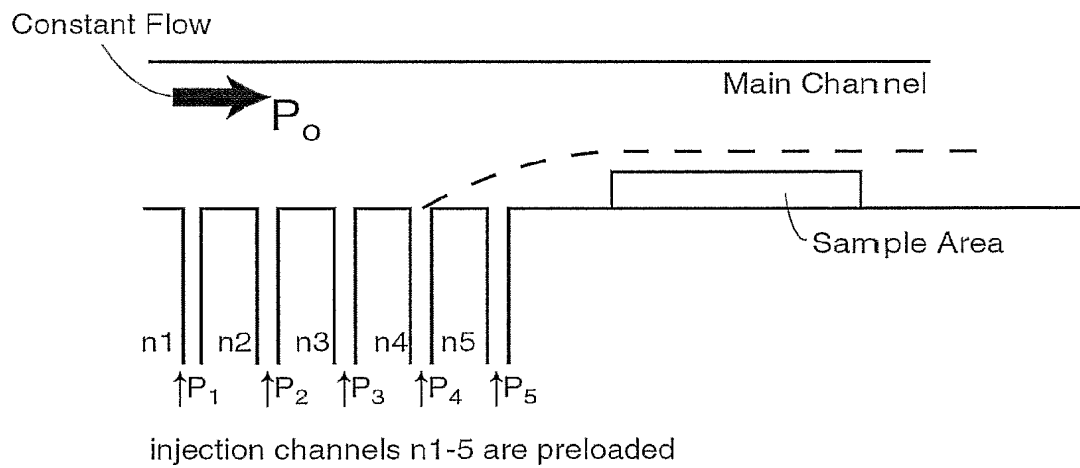 Constant Flow
Main Channel
Po
Sample Area
n1 n2 n3 n4 n5
↑P1 ↑P2 ↑P3 ↑P4 ↑P5
injection channels n1-5 are preloaded